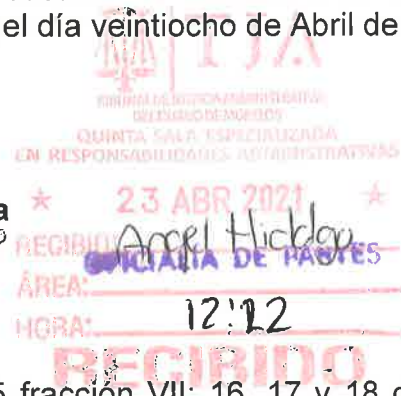 el día veintiocho de Abril de
TJA
TRIBUNAL DE JUSTICIA ADMINISTRATIVA
DEL ESTADO DE MORELOS
QUINTA SALA ESPECIALIZADA
EN RESPONSABILIDADES ADMINISTRATIVAS
★ 23 ABR 2021 ★
a
RECIBIDO Angel Hidalgo
OFICIALIA DE PARTES
ÁREA:
HORA: 12:12
RECIBIDO
fracción VII; 16, 17 y 18